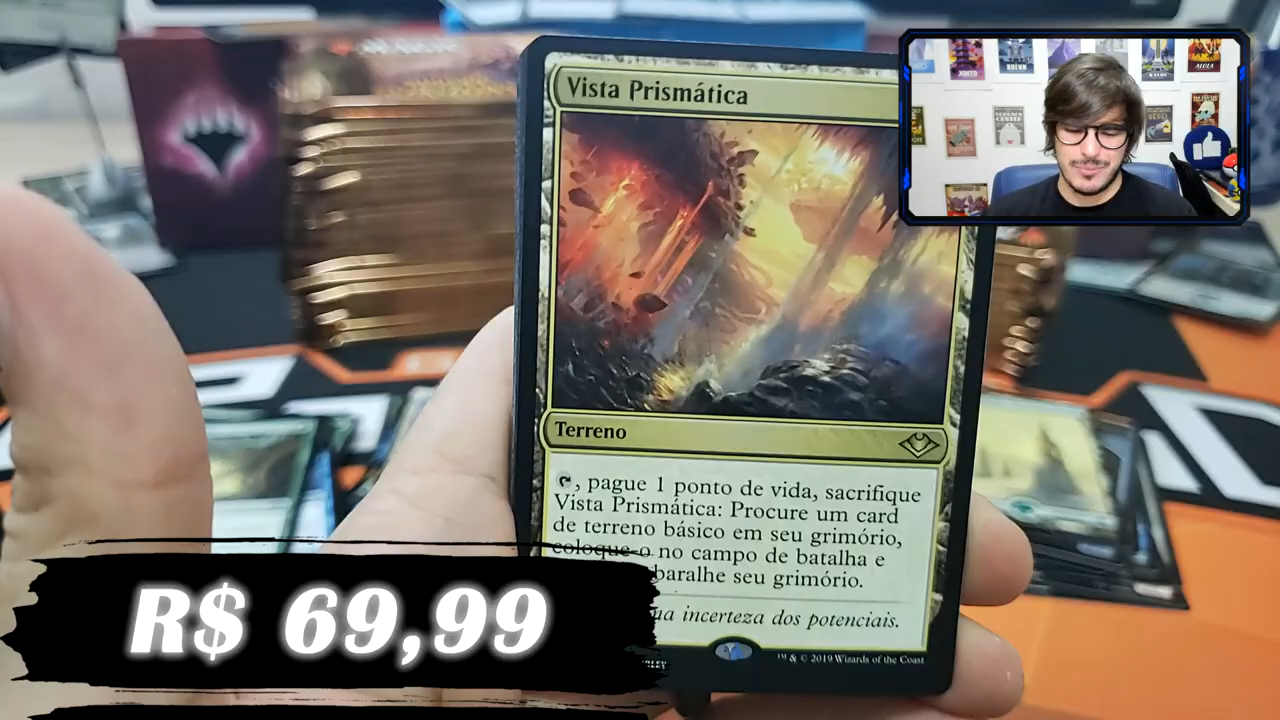 Vista Prismática
JOHTO
ALOLA
Terreno
, pague 1 ponto de vida, sacrifique
Vista Prismática: Procure um card
de terreno básico em seu grimório,
coloque-o no campo de batalha e
baralhe seu grimório.
incerteza dos potenciais.
™ & © 2019 Wizards of the Coast
R$ 69,99